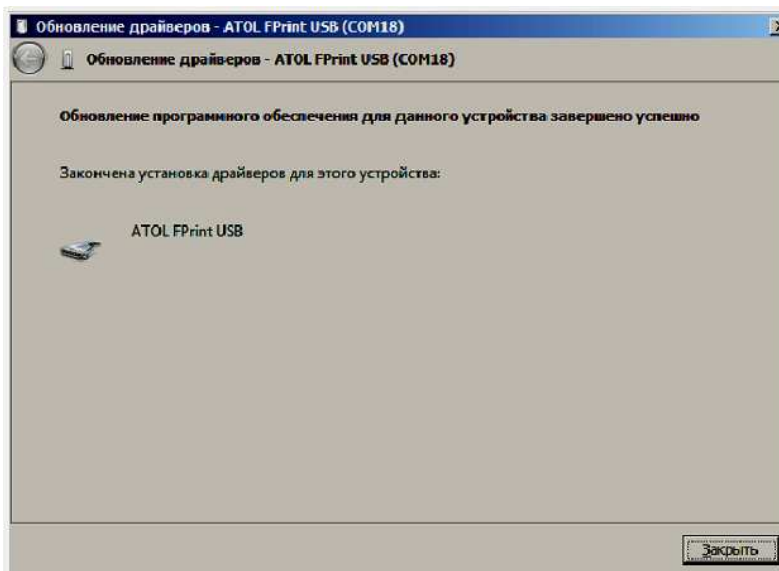 Обновление драйверов - ATOL FPrint USB (COM18)
Обновление драйверов - ATOL FPrint USB (COM18)
Обновление программного обеспечения для данного устройства завершено успешно
Закончена установка драйверов для этого устройства:
ATOL FPrint USB
Закрыть